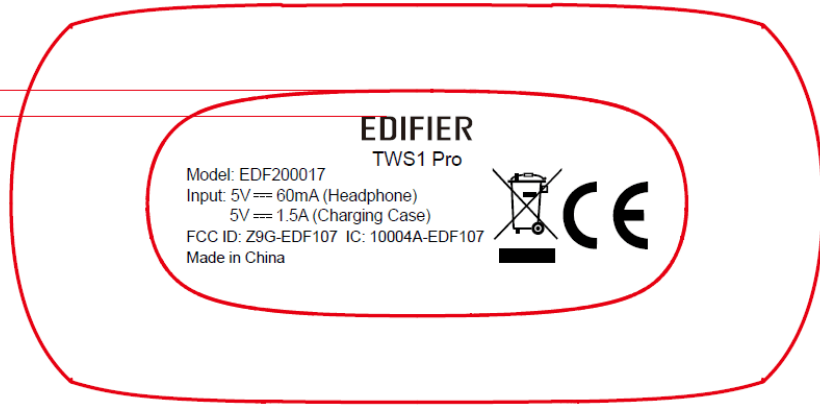 EDIFIER
TWS1 Pro
Model: EDF200017
Input: 5V⎓60mA (Headphone)
5V⎓1.5A (Charging Case)
FCC ID: Z9G-EDF107 IC: 10004A-EDF107
Made in China
CE